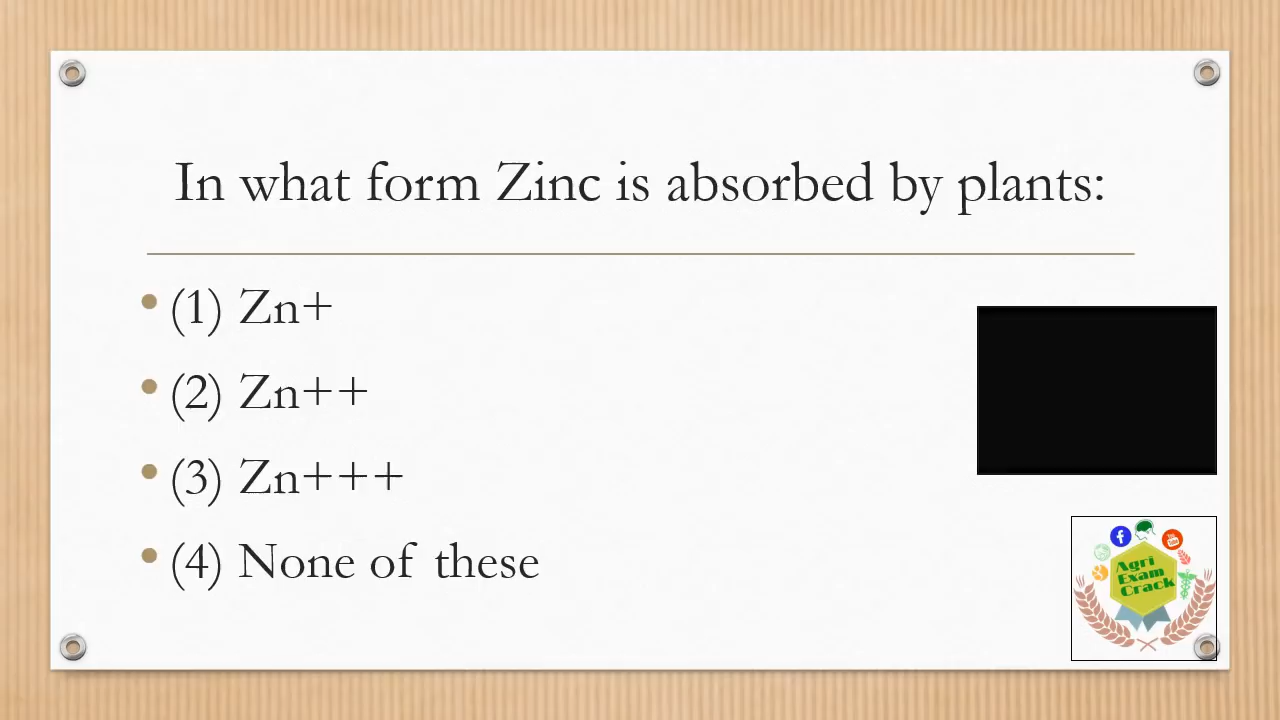 In what form Zinc is absorbed by plants:
• (1) Zn+
• (2) Zn++
• (3) Zn+++
• (4) None of these
Agri
Exam
Crack